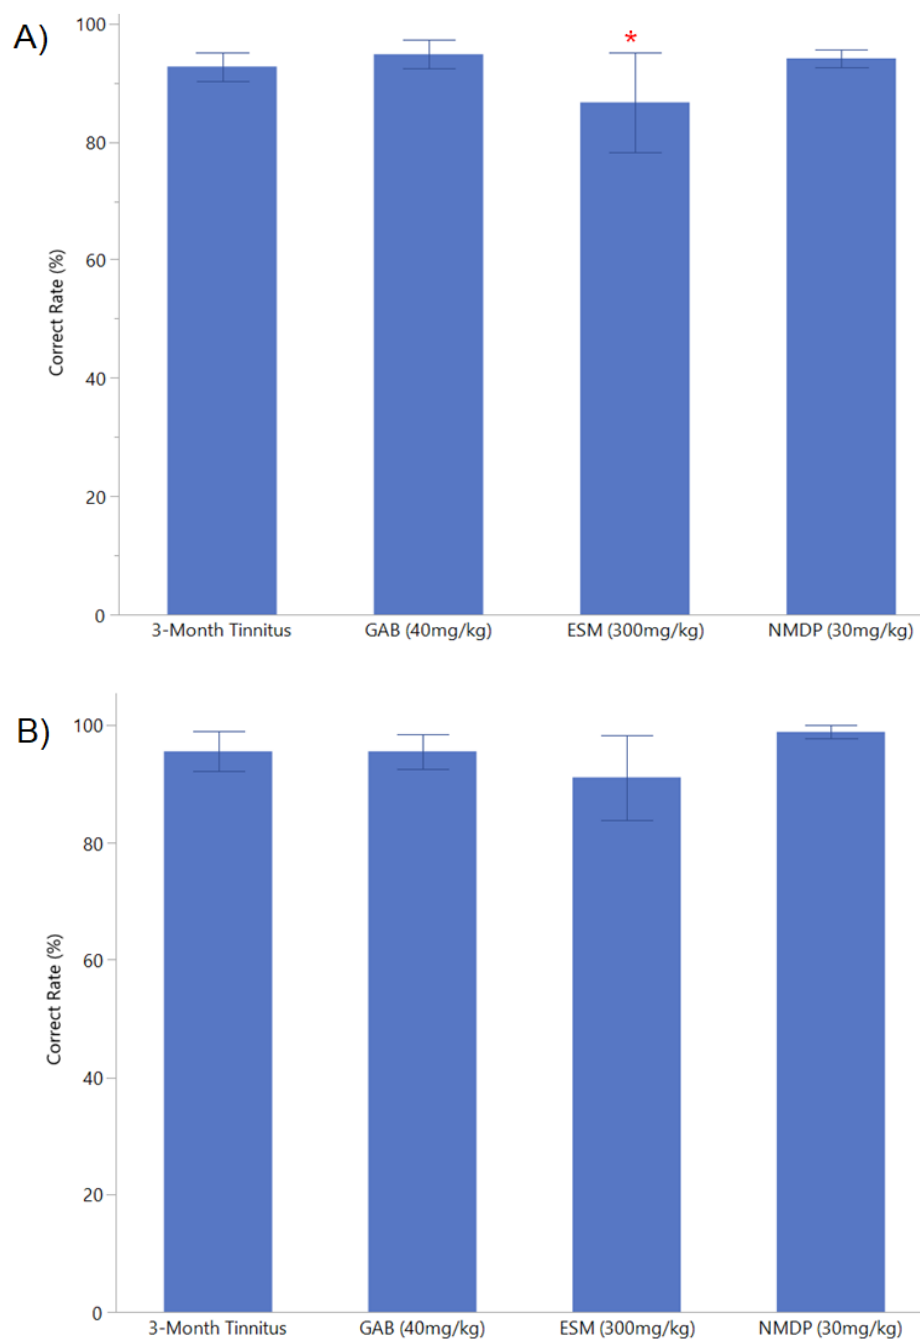 A)
100
*
80
60
40
20
0
Correct Rate (%)
3-Month Tinnitus
GAB (40mg/kg)
ESM (300mg/kg)
NMDP (30mg/kg)
B)
100
80
60
40
20
0
Correct Rate (%)
3-Month Tinnitus
GAB (40mg/kg)
ESM (300mg/kg)
NMDP (30mg/kg)